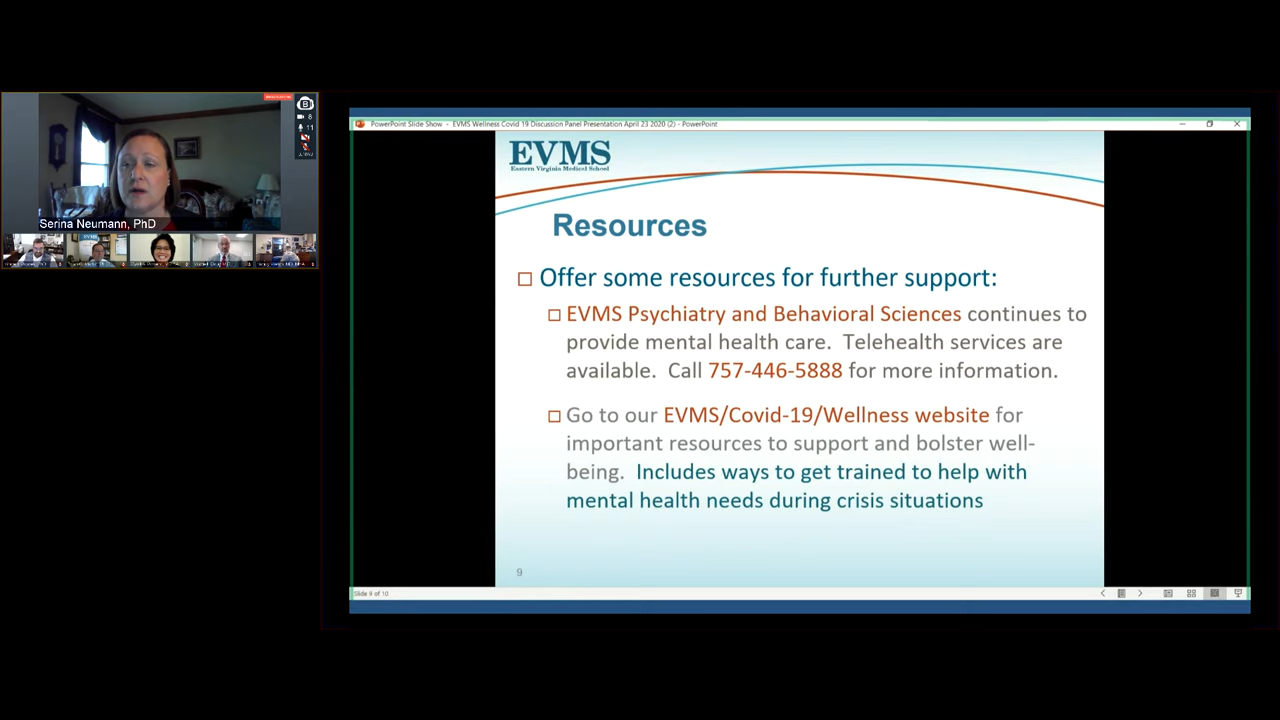 8
11
Serina Neumann, PhD
PowerPoint Slide Show - EVMS Wellness Covid 19 Discussion Panel Presentation April 23 2020 (2) - PowerPoint
EVMS
Eastern Virginia Medical School
Resources
Offer some resources for further support:
EVMS Psychiatry and Behavioral Sciences continues to
provide mental health care. Telehealth services are
available. Call 757-446-5888 for more information.
Go to our EVMS/Covid-19/Wellness website for
important resources to support and bolster well-
being. Includes ways to get trained to help with
mental health needs during crisis situations
9
Slide 9 of 10